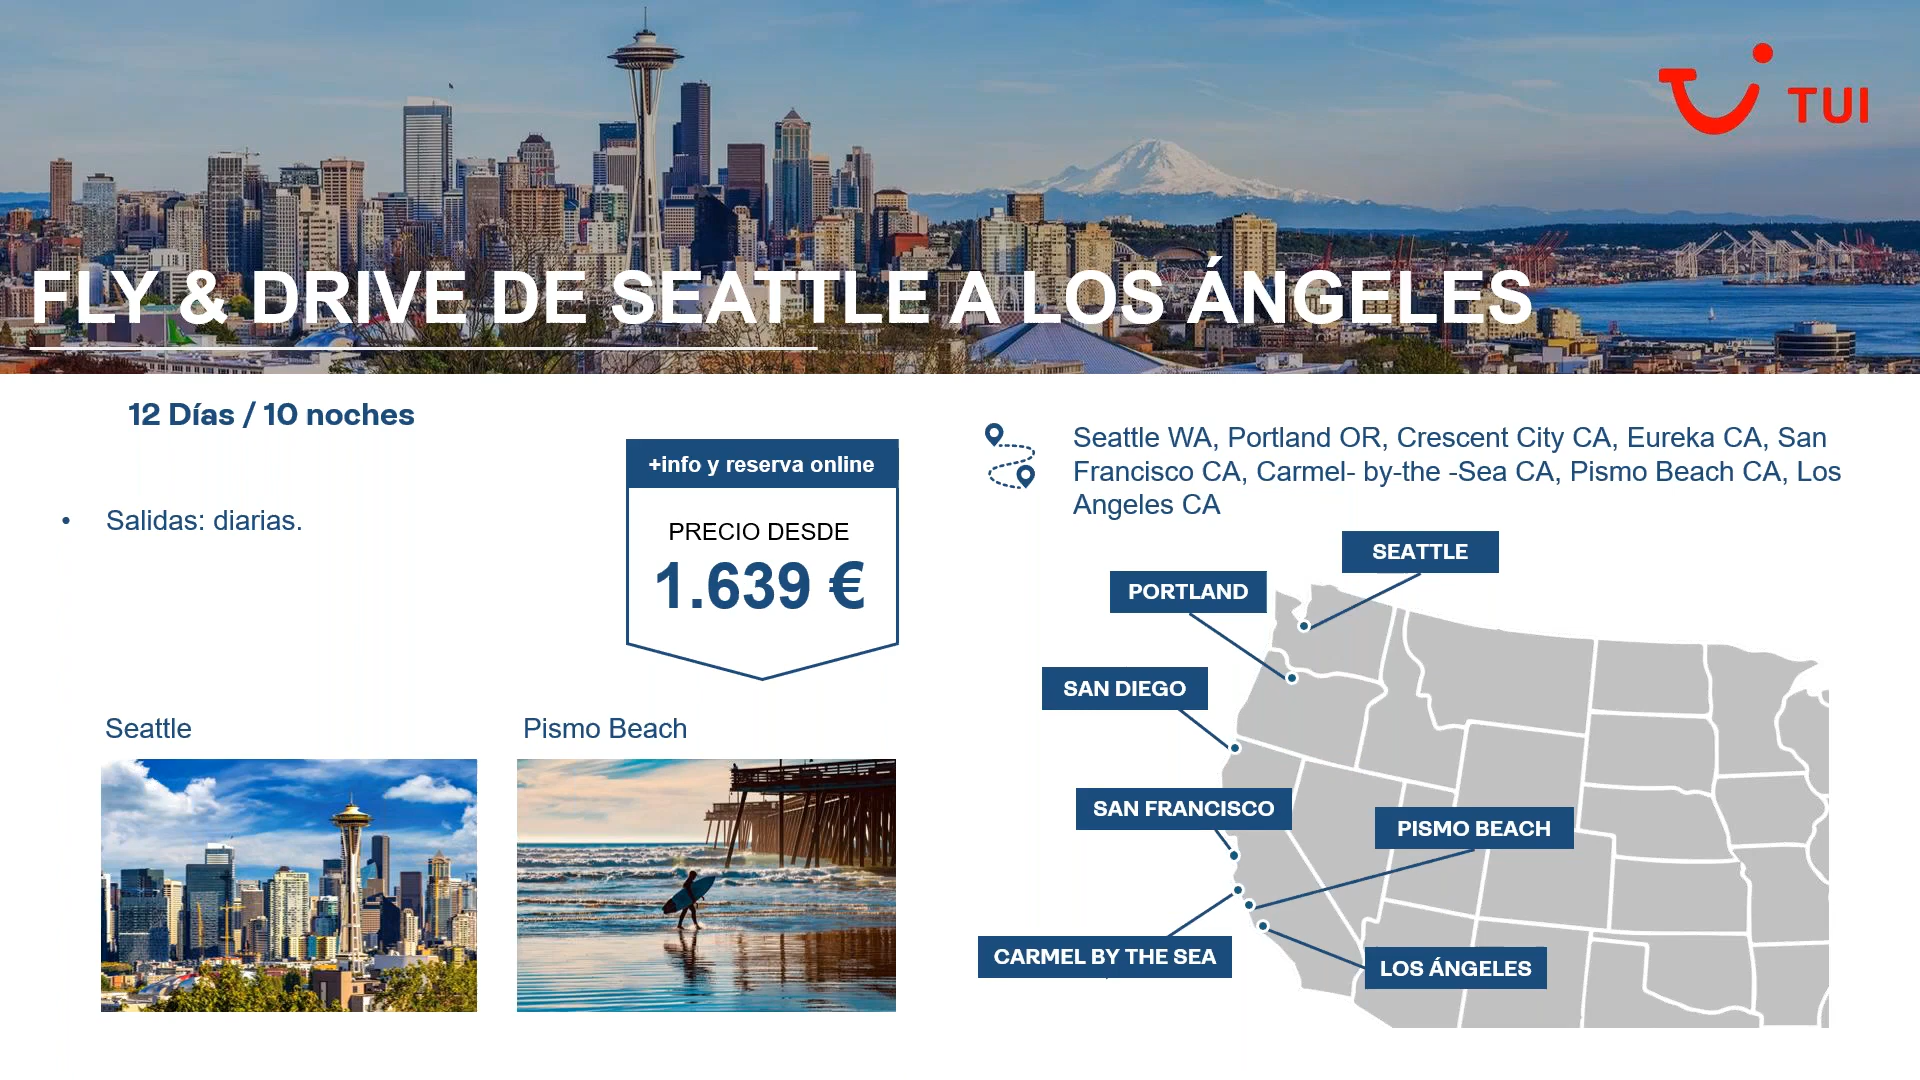 TUI
FLY & DRIVE DE SEATTLE A LOS ÁNGELES
12 Días / 10 noches
• Salidas: diarias.
+info y reserva online
PRECIO DESDE
1.639 €
Seattle WA, Portland OR, Crescent City CA, Eureka CA, San
Francisco CA, Carmel- by-the -Sea CA, Pismo Beach CA, Los
Angeles CA
SEATTLE
PORTLAND
SAN DIEGO
SAN FRANCISCO
PISMO BEACH
CARMEL BY THE SEA
LOS ÁNGELES
Seattle
Pismo Beach